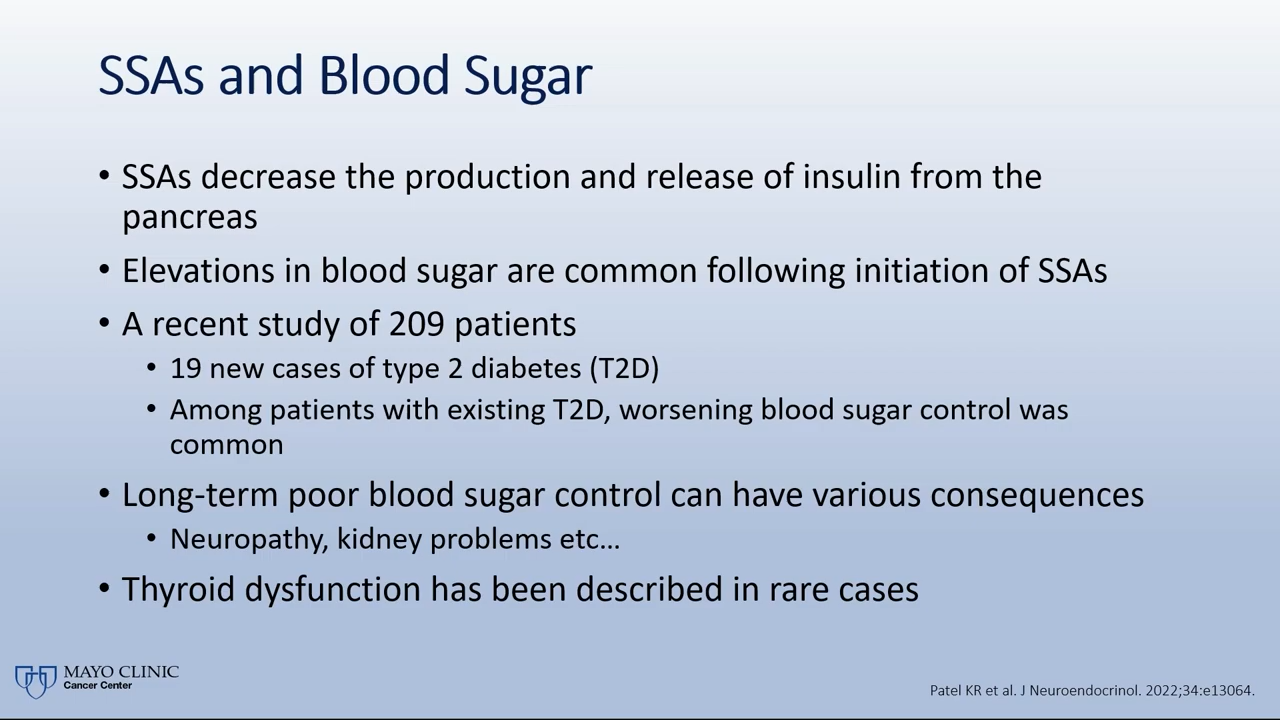 SSAs and Blood Sugar
• SSAs decrease the production and release of insulin from the
pancreas
• Elevations in blood sugar are common following initiation of SSAs
• A recent study of 209 patients
• 19 new cases of type 2 diabetes (T2D)
• Among patients with existing T2D, worsening blood sugar control was
common
• Long-term poor blood sugar control can have various consequences
• Neuropathy, kidney problems etc…
• Thyroid dysfunction has been described in rare cases
MAYO CLINIC
Cancer Center
Patel KR et al. J Neuroendocrinol. 2022;34:e13064.